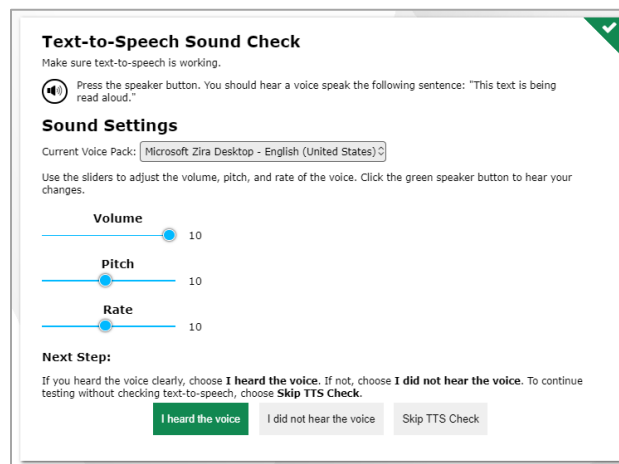 Text-to-Speech Sound Check
Make sure text-to-speech is working.
Press the speaker button. You should hear a voice speak the following sentence: "This text is being
read aloud."
Sound Settings
Current Voice Pack: Microsoft Zira Desktop - English (United States)
Use the sliders to adjust the volume, pitch, and rate of the voice. Click the green speaker button to hear your
changes.
Volume
10
Pitch
10
Rate
10
Next Step:
If you heard the voice clearly, choose I heard the voice. If not, choose I did not hear the voice. To continue
testing without checking text-to-speech, choose Skip TTS Check.
I heard the voice I did not hear the voice Skip TTS Check